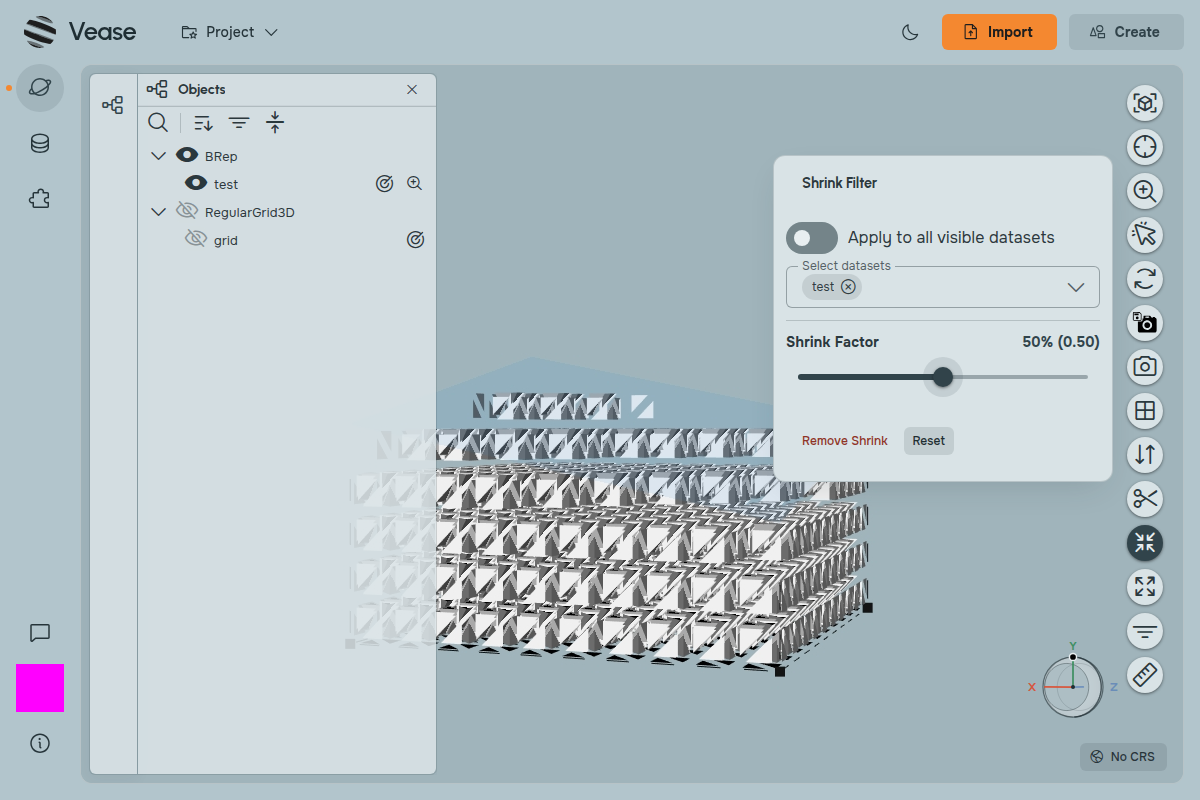 Vease
Project
Import
Create
Objects
BRep
test
RegularGrid3D
grid
Shrink Filter
Apply to all visible datasets
Select datasets
test
Shrink Factor
50% (0.50)
Remove Shrink
Reset
Y
X
Z
No CRS